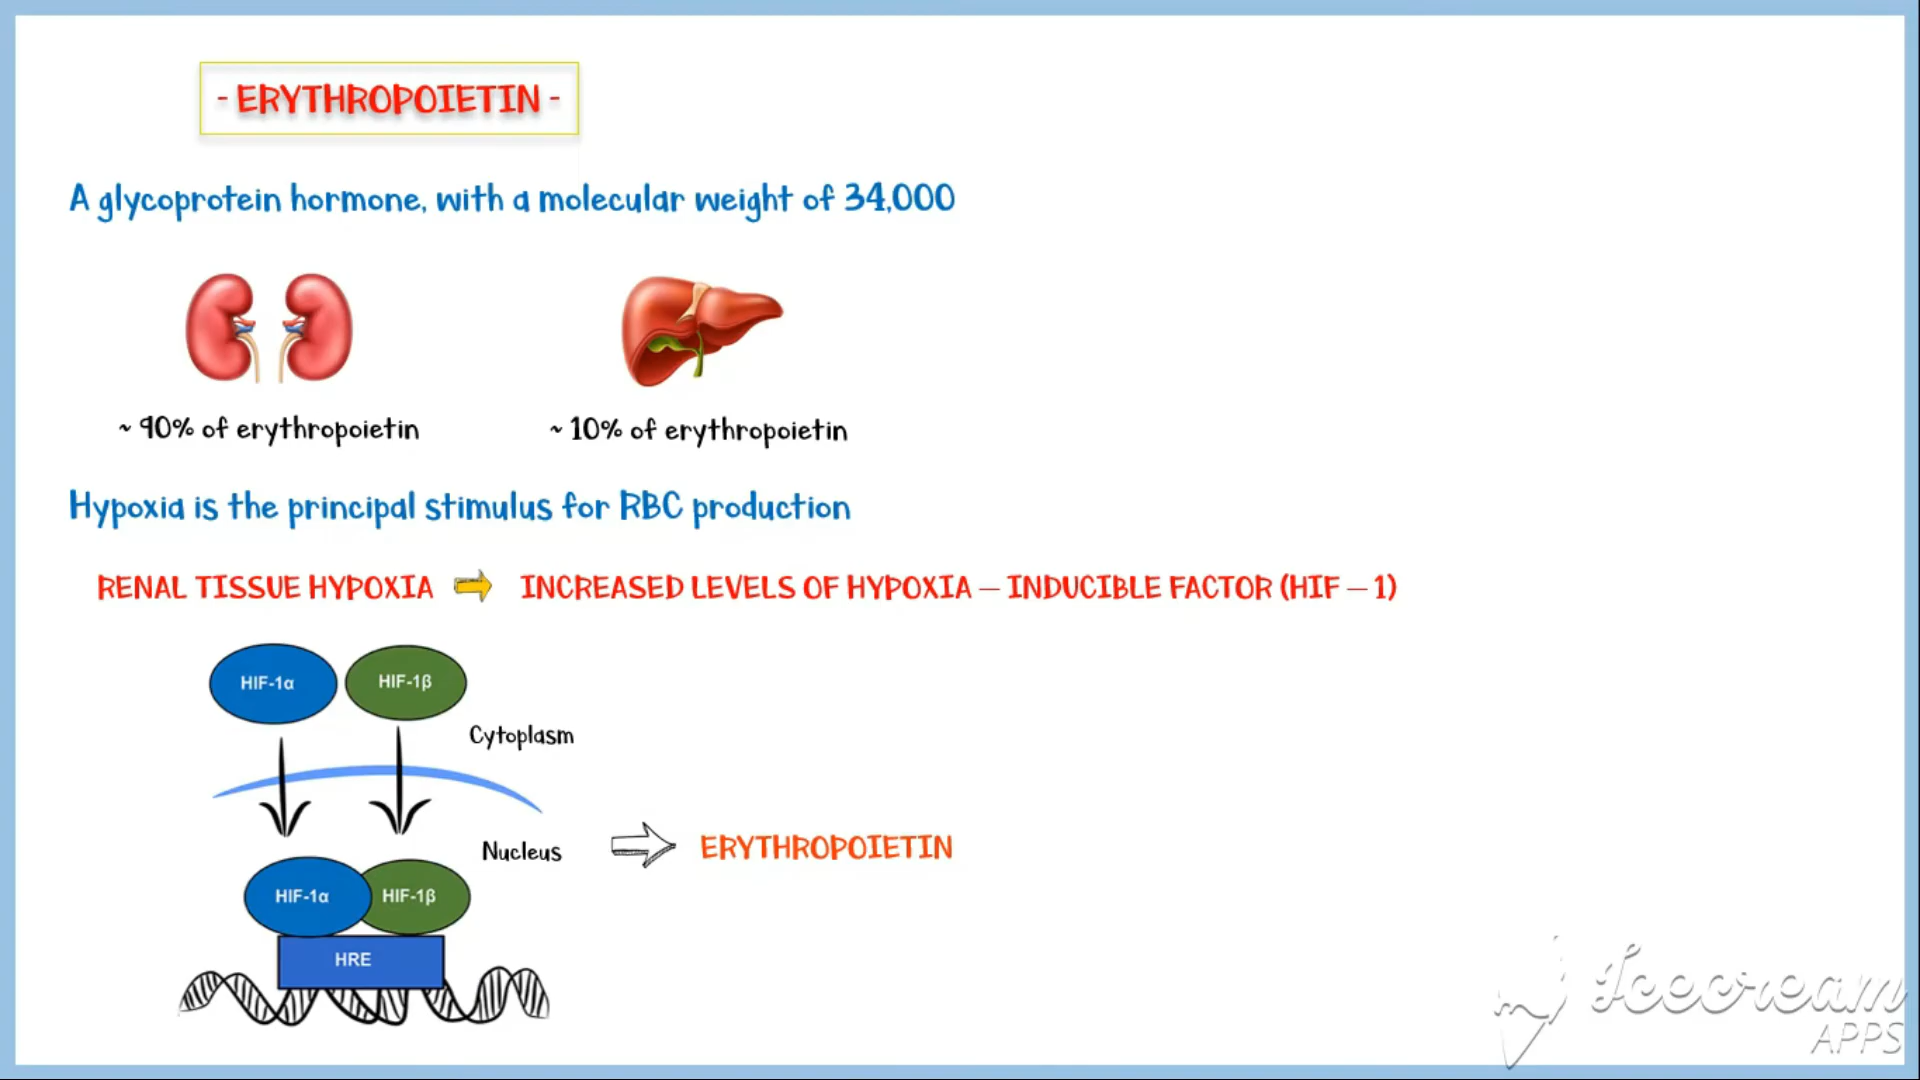 - ERYTHROPOIETIN -
A glycoprotein hormone, with a molecular weight of 34,000
~ 90% of erythropoietin
~ 10% of erythropoietin
Hypoxia is the principal stimulus for RBC production
RENAL TISSUE HYPOXIA
INCREASED LEVELS OF HYPOXIA – INDUCIBLE FACTOR (HIF – 1)
HIF-1α
HIF-1β
Cytoplasm
Nucleus
ERYTHROPOIETIN
HIF-1α
HIF-1β
HRE
Icecream
APPS